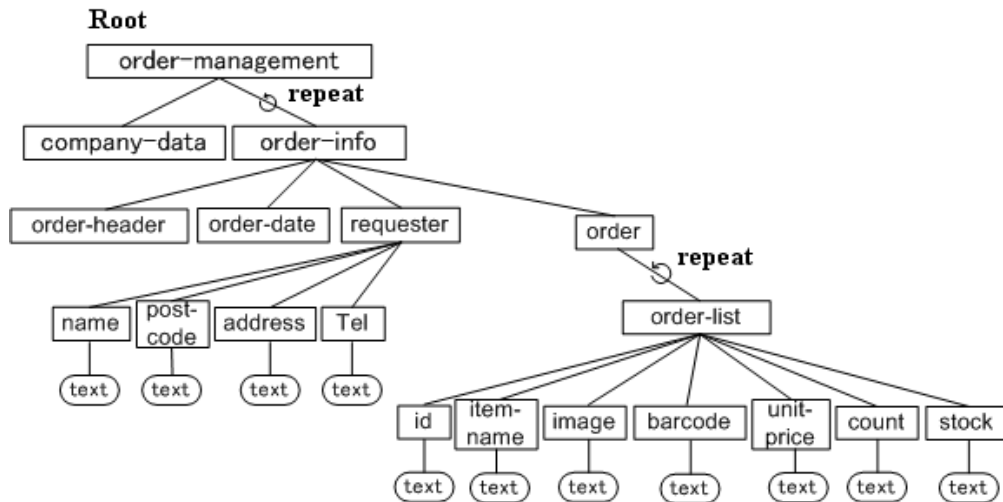 Root
order-management
repeat
company-data
order-info
order-header
order-date
requester
order
repeat
name
post-
code
address
Tel
order-list
text
text
text
text
id
item-
name
image
barcode
unit-
price
count
stock
text
text
text
text
text
text
text